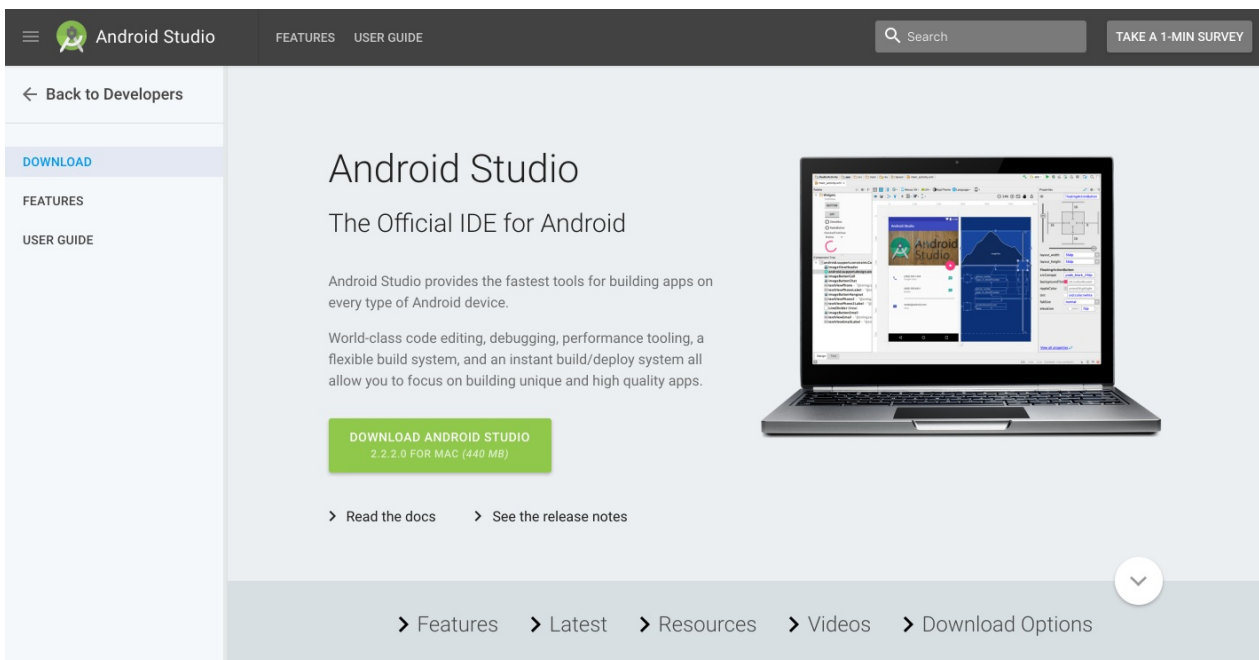 Android Studio
FEATURES
USER GUIDE
Search
TAKE A 1-MIN SURVEY
Back to Developers
DOWNLOAD
FEATURES
USER GUIDE
Android Studio
The Official IDE for Android
Android Studio provides the fastest tools for building apps on
every type of Android device.
World-class code editing, debugging, performance tooling, a
flexible build system, and an instant build/deploy system all
allow you to focus on building unique and high quality apps.
DOWNLOAD ANDROID STUDIO
2.2.2.0 FOR MAC (440 MB)
Read the docs
See the release notes
Android Studio
Android
Studio
Features
Latest
Resources
Videos
Download Options